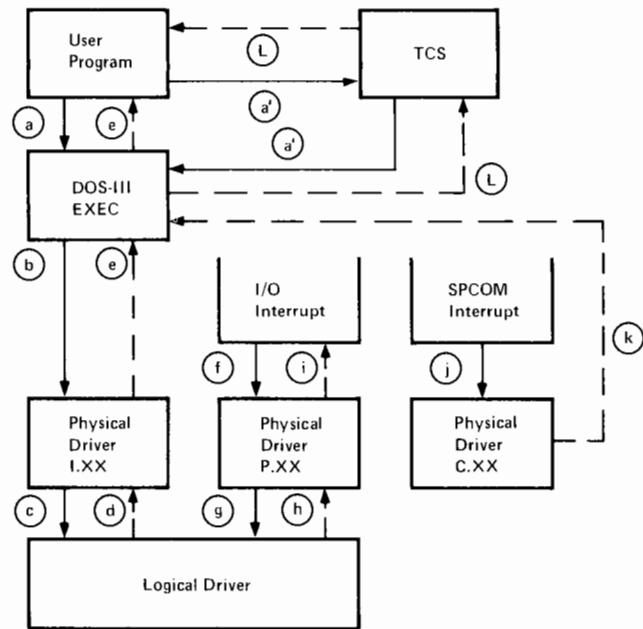 User
Program
L
TCS
a
e
a'
a'
DOS-III
EXEC
L
b
e
I/O
Interrupt
SPCOM
Interrupt
k
f
i
j
Physical
Driver
I.XX
Physical
Driver
P.XX
Physical
Driver
C.XX
c
d
g
h
Logical Driver